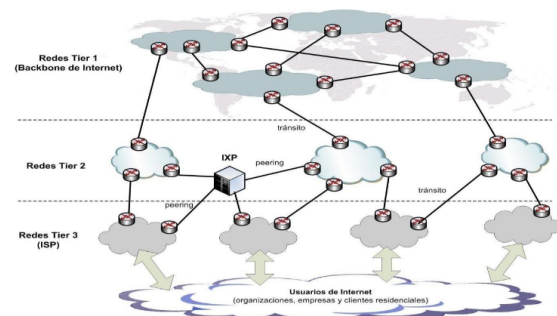 Redes Tier 1
(Backbone de Internet)
tránsito
Redes Tier 2
IXP
peering
tránsito
peering
Redes Tier 3
(ISP)
Usuarios de Internet
(organizaciones, empresas y clientes residenciales)